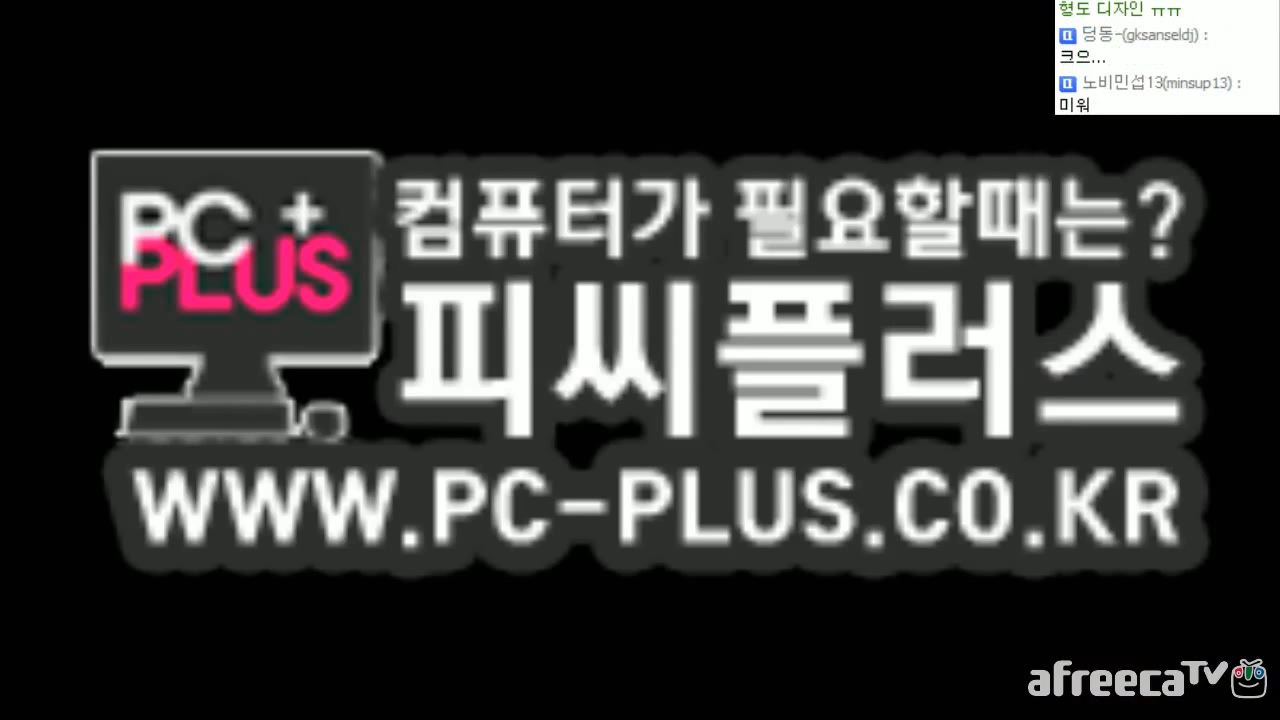 형도 디자인 ㅠㅠ
덩동-(gksanseldj) :
크으...
노비민섭13(minsup13) :
미워
PC +
PLUS
컴퓨터가 필요할때는?
피씨플러스
WWW.PC-PLUS.CO.KR
afreecaTV